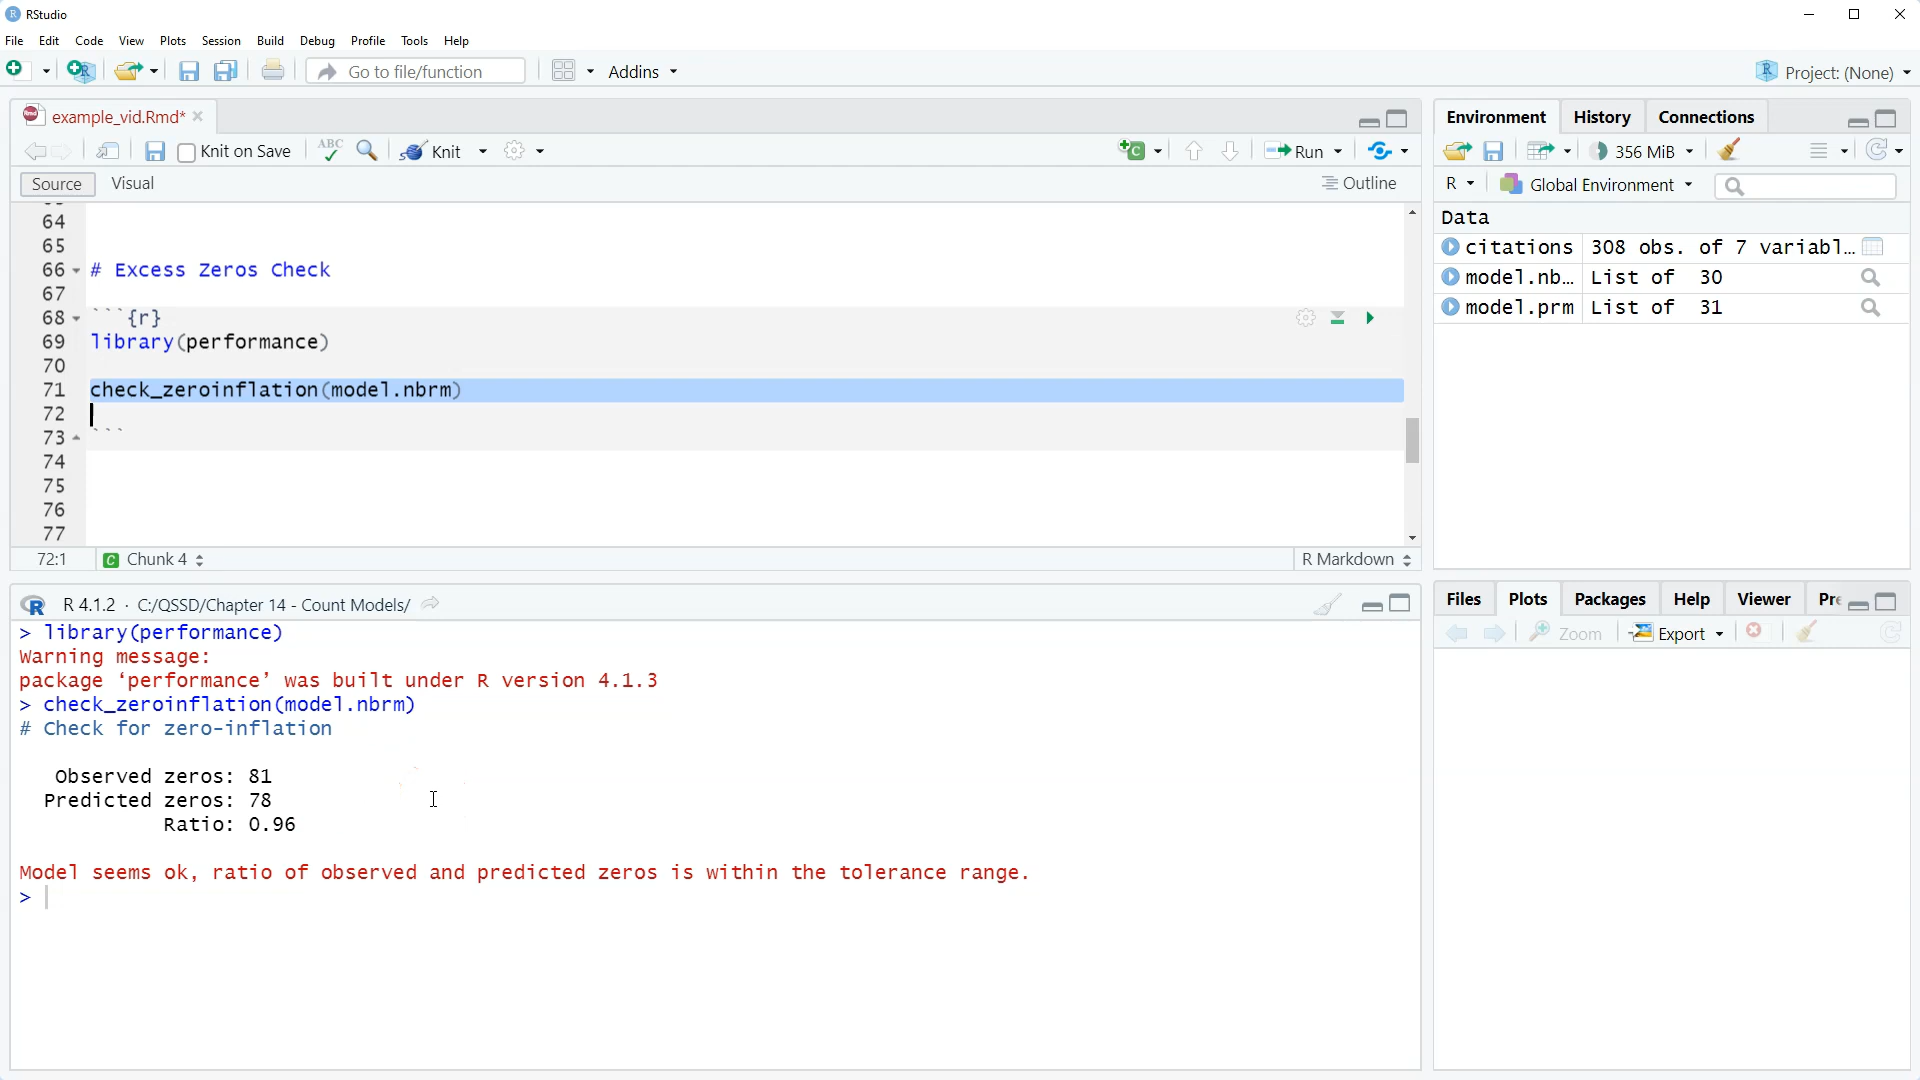 RStudio
File Edit Code View Plots Session Build Debug Profile Tools Help
Go to file/function Addins Project: (None)
example_vid.Rmd*
Knit on Save ABC Knit Run
Source Visual Outline
64
65
66 # Excess Zeros Check
67
68 ```{r}
69 library(performance)
70
71 check_zeroinflation(model.nbrm)
72
73 ```
74
75
76
77
72:1 Chunk 4 R Markdown
R 4.1.2 · C:/QSSD/Chapter 14 - Count Models/
> library(performance)
Warning message:
package ‘performance’ was built under R version 4.1.3
> check_zeroinflation(model.nbrm)
# Check for zero-inflation
Observed zeros: 81
Predicted zeros: 78
Ratio: 0.96
Model seems ok, ratio of observed and predicted zeros is within the tolerance range.
>
Environment History Connections
356 MiB
R Global Environment
Data
citations 308 obs. of 7 variabl…
model.nb… List of 30
model.prm List of 31
Files Plots Packages Help Viewer Pre
Zoom Export